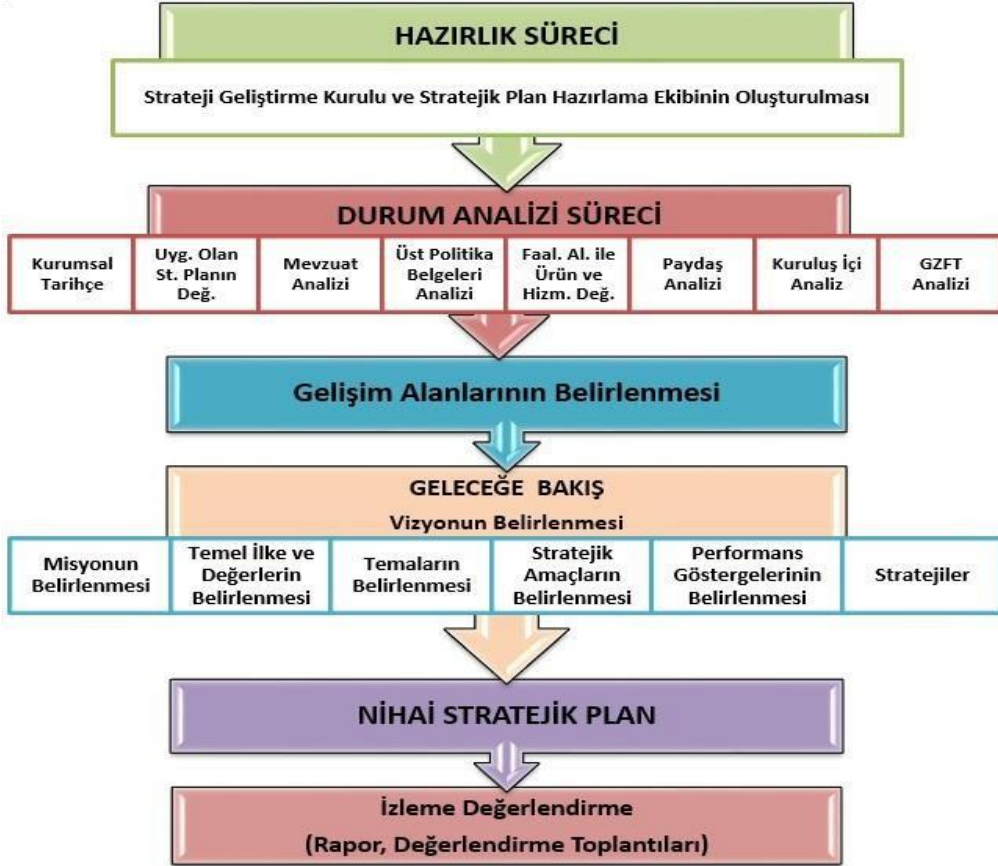 HAZIRLIK SÜRECİ
Strateji Geliştirme Kurulu ve Stratejik Plan Hazırlama Ekibinin Oluşturulması
DURUM ANALİZİ SÜRECİ
Kurumsal
Tarihçe
Uyg. Olan
St. Planın
Değ.
Mevzuat
Analizi
Üst Politika
Belgeleri
Analizi
Faal. Al. ile
Ürün ve
Hizm. Değ.
Paydaş
Analizi
Kuruluş İçi
Analiz
GZFT
Analizi
Gelişim Alanlarının Belirlenmesi
GELECEĞE BAKIŞ
Vizyonun Belirlenmesi
Misyonun
Belirlenmesi
Temel İlke ve
Değerlerin
Belirlenmesi
Temaların
Belirlenmesi
Stratejik
Amaçların
Belirlenmesi
Performans
Göstergelerinin
Belirlenmesi
Stratejiler
NİHAİ STRATEJİK PLAN
İzleme Değerlendirme
(Rapor, Değerlendirme Toplantıları)